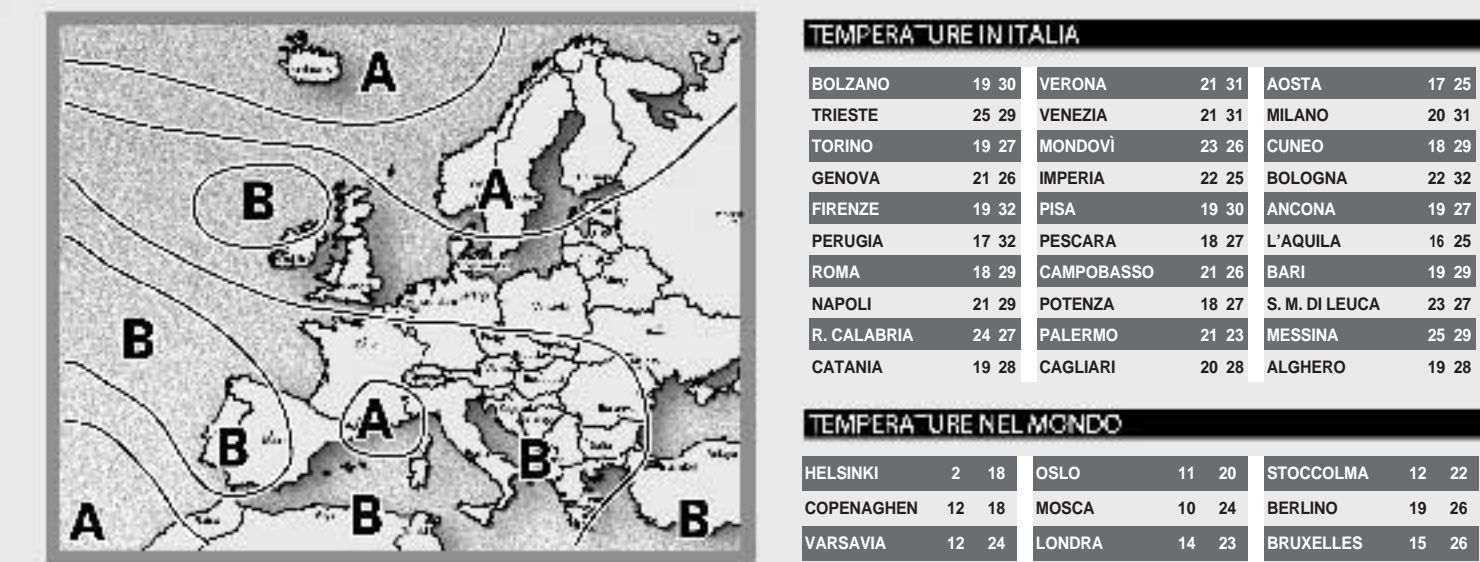 A
A
B
B
A
B
B
B
A
B
TEMPERATURE IN ITALIA
BOLZANO 19 30 VERONA 21 31 AOSTA 17 25
TRIESTE 25 29 VENEZIA 21 31 MILANO 20 31
TORINO 19 27 MONDOVÌ 23 26 CUNEO 18 29
GENOVA 21 26 IMPERIA 22 25 BOLOGNA 22 32
FIRENZE 19 32 PISA 19 30 ANCONA 19 27
PERUGIA 17 32 PESCARA 18 27 L'AQUILA 16 25
ROMA 18 29 CAMPOBASSO 21 26 BARI 19 29
NAPOLI 21 29 POTENZA 18 27 S. M. DI LEUCA 23 27
R. CALABRIA 24 27 PALERMO 21 23 MESSINA 25 29
CATANIA 19 28 CAGLIARI 20 28 ALGHERO 19 28
TEMPERATURE NEL MONDO
HELSINKI 2 18 OSLO 11 20 STOCCOLMA 12 22
COPENAGHEN 12 18 MOSCA 10 24 BERLINO 19 26
VARSAVIA 12 24 LONDRA 14 23 BRUXELLES 15 26